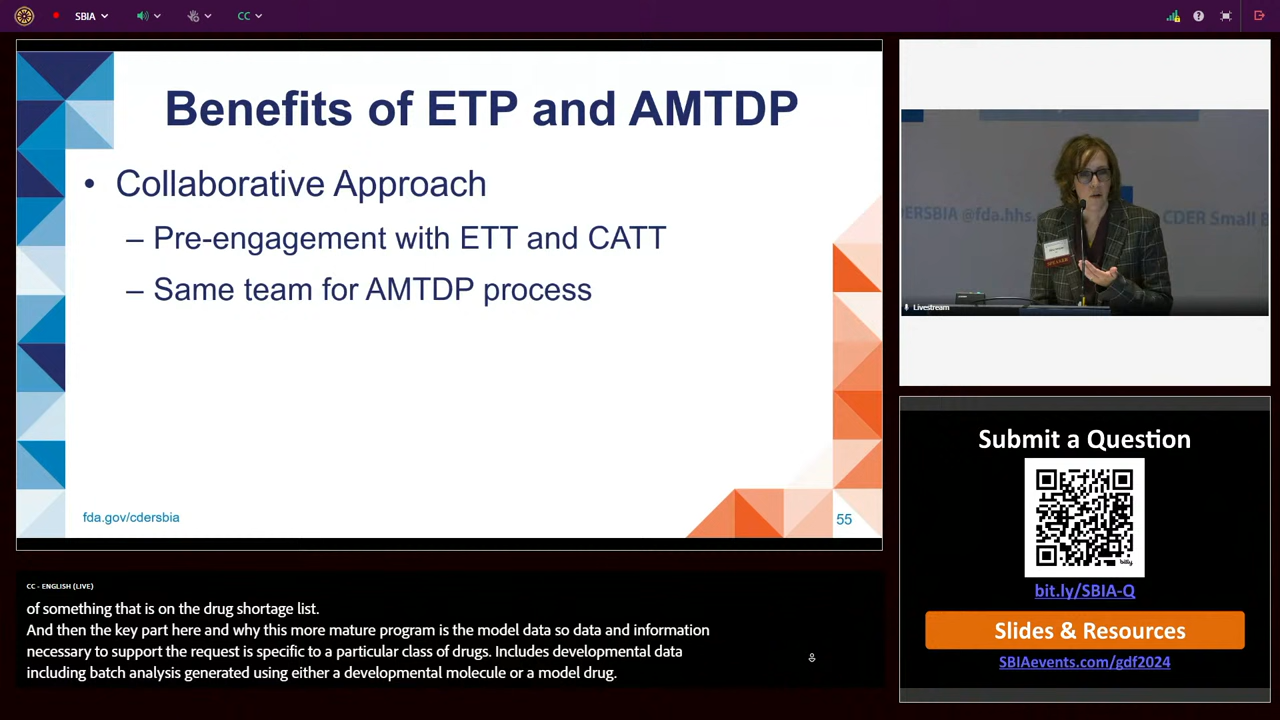 SBIA
CC
Benefits of ETP and AMTDP
• Collaborative Approach
– Pre-engagement with ETT and CATT
– Same team for AMTDP process
fda.gov/cdersbia
55
CC - ENGLISH (LIVE)
of something that is on the drug shortage list.
And then the key part here and why this more mature program is the model data so data and information
necessary to support the request is specific to a particular class of drugs. Includes developmental data
including batch analysis generated using either a developmental molecule or a model drug.
DERSBIA @fda.hhs.
CDER Small B
SPEAKER
Livestream
Submit a Question
bitly
bit.ly/SBIA-Q
Slides & Resources
SBIAevents.com/gdf2024